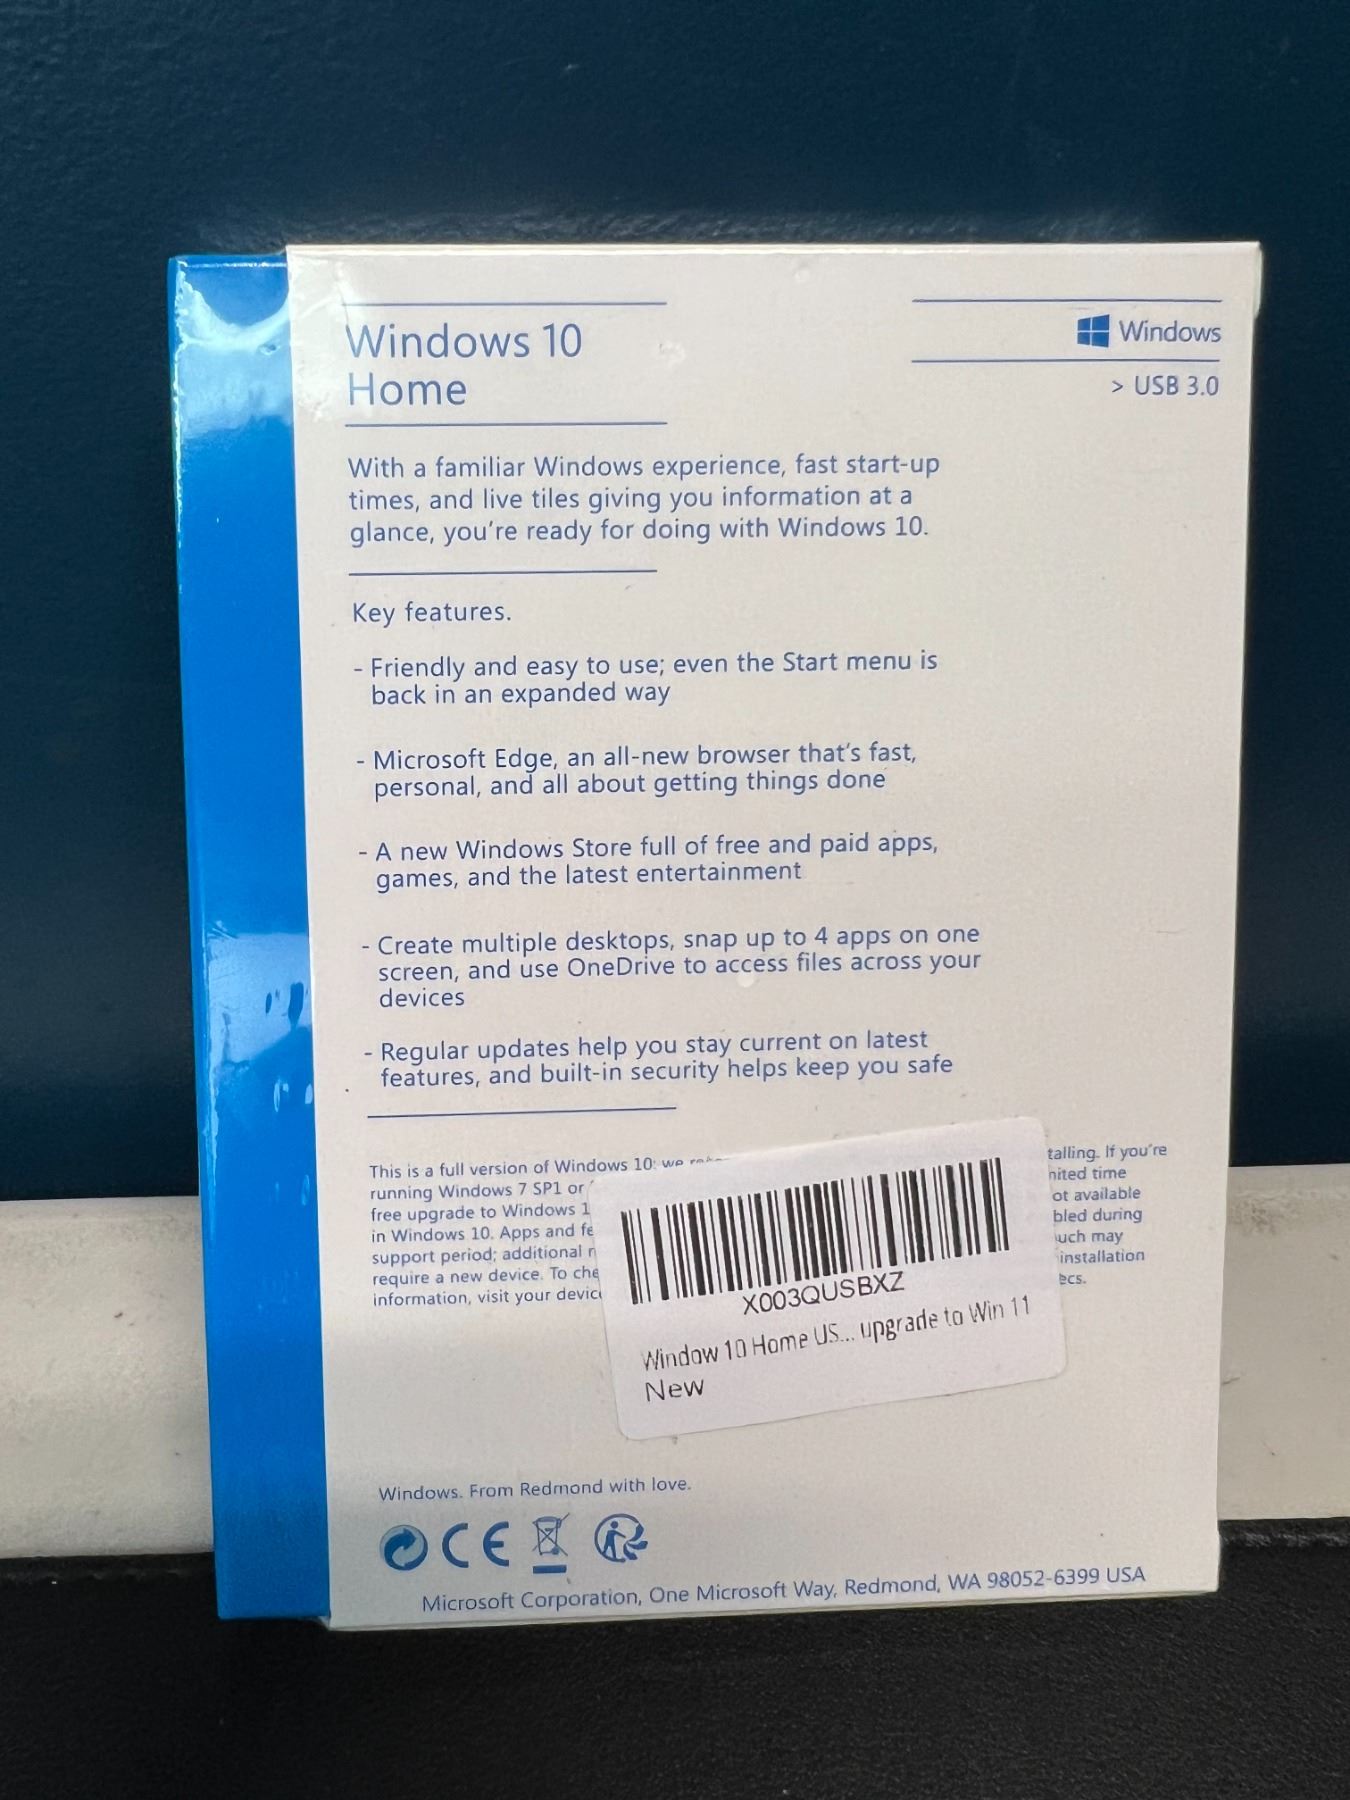 Windows 10
Home
Windows
> USB 3.0
With a familiar Windows experience, fast start-up
times, and live tiles giving you information at a
glance, you're ready for doing with Windows 10.
Key features.
- Friendly and easy to use; even the Start menu is
back in an expanded way
- Microsoft Edge, an all-new browser that's fast,
personal, and all about getting things done
- A new Windows Store full of free and paid apps,
games, and the latest entertainment
- Create multiple desktops, snap up to 4 apps on one
screen, and use OneDrive to access files across your
devices
- Regular updates help you stay current on latest
features, and built-in security helps keep you safe
This is a full version of Windows 10; we talling. If you're
running Windows 7 SP1 or nited time
free upgrade to Windows 1 ot available
in Windows 10. Apps and fe bled during
support period; additional r uch may
require a new device. To che installation
information, visit your devic ecs.
X003QUSBXZ
Window 10 Home US... upgrade to Win 11
New
Windows. From Redmond with love.
CE
Microsoft Corporation, One Microsoft Way, Redmond, WA 98052-6399 USA